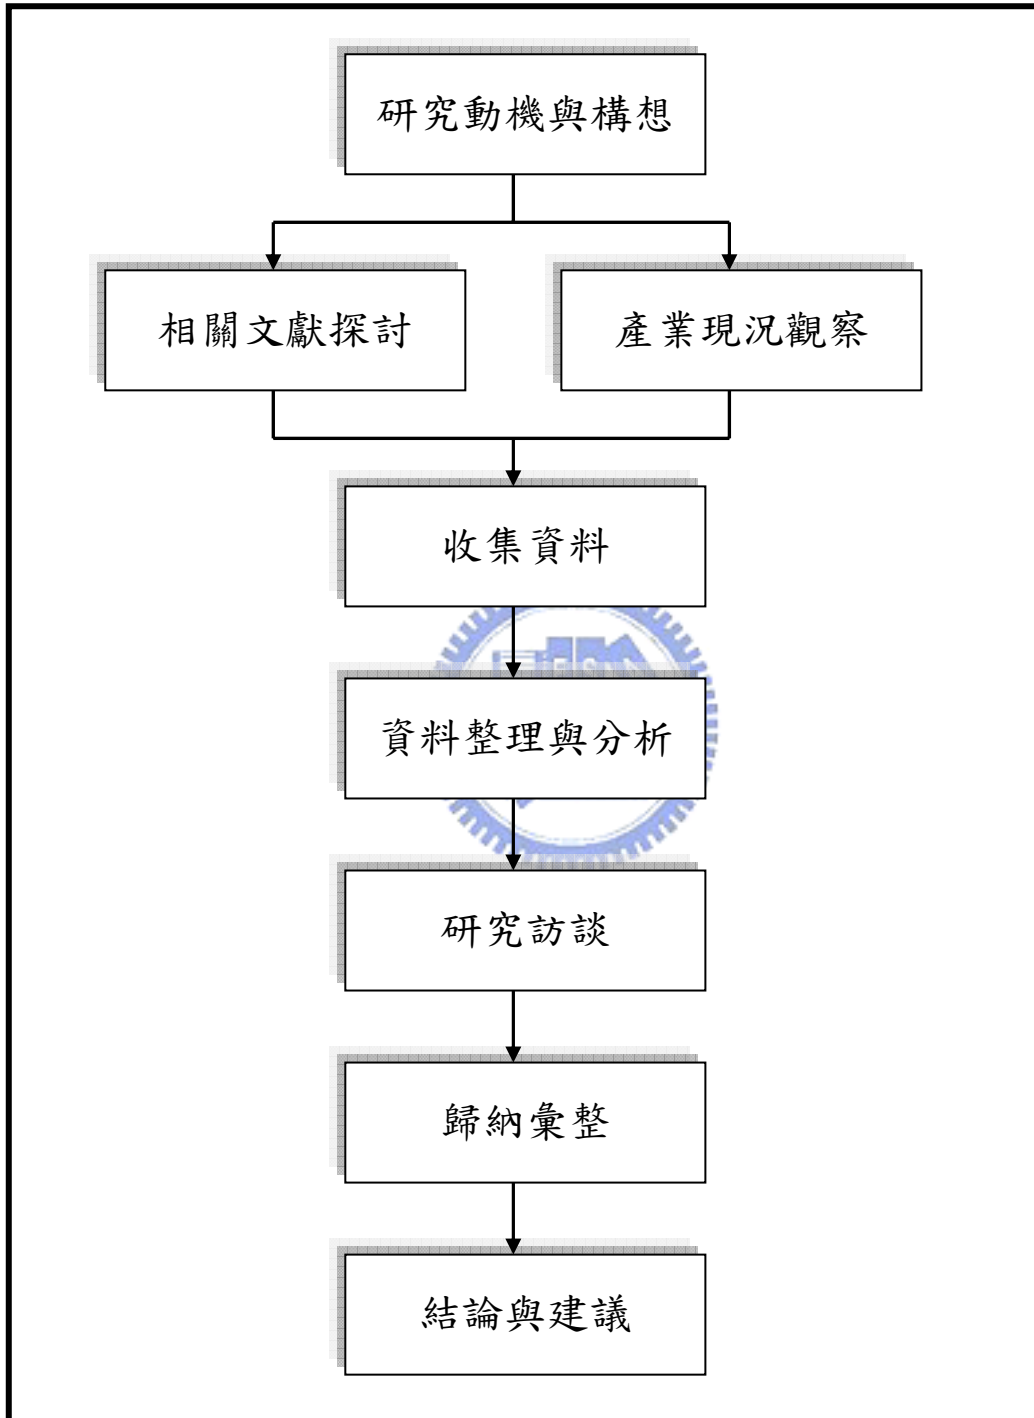 研究動機與構想
相關文獻探討
產業現況觀察
收集資料
資料整理與分析
研究訪談
歸納彙整
結論與建議